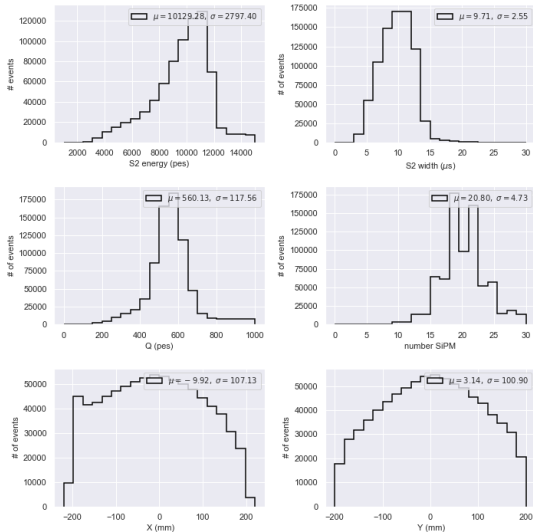 μ = 10129.28, σ = 2797.40
120000
100000
80000
60000
40000
20000
0
# of events
2000 4000 6000 8000 10000 12000 14000
S2 energy (pes)
μ = 9.71, σ = 2.55
175000
150000
125000
100000
75000
50000
25000
0
# of events
0 5 10 15 20 25 30
S2 width (μs)
μ = 560.13, σ = 117.56
175000
150000
125000
100000
75000
50000
25000
0
# of events
0 200 400 600 800 1000
Q (pes)
μ = 20.80, σ = 4.73
175000
150000
125000
100000
75000
50000
25000
0
# of events
0 5 10 15 20 25 30
number SiPM
μ = −9.92, σ = 107.13
50000
40000
30000
20000
10000
0
# of events
−200 −100 0 100 200
X (mm)
μ = 3.14, σ = 100.90
50000
40000
30000
20000
10000
0
# of events
−200 −100 0 100 200
Y (mm)